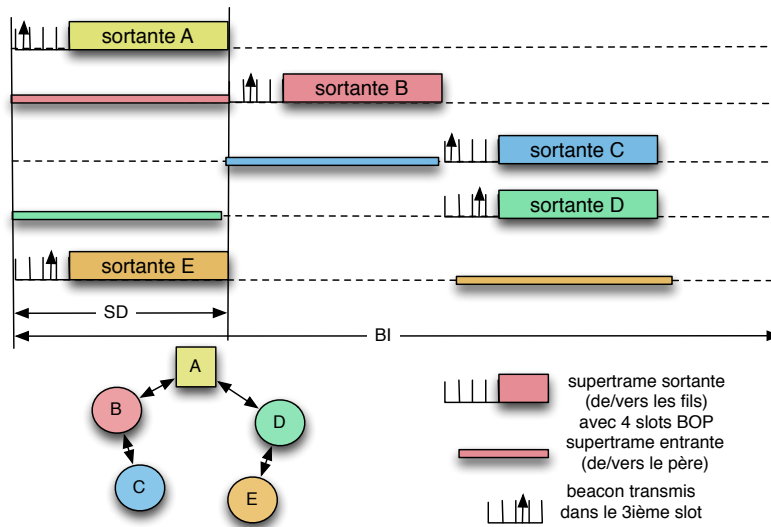 sortante A
sortante B
sortante C
sortante D
sortante E
SD
BI
A
B
D
C
E
supertrame sortante
(de/vers les fils)
avec 4 slots BOP
supertrame entrante
(de/vers le père)
beacon transmis
dans le 3ième slot